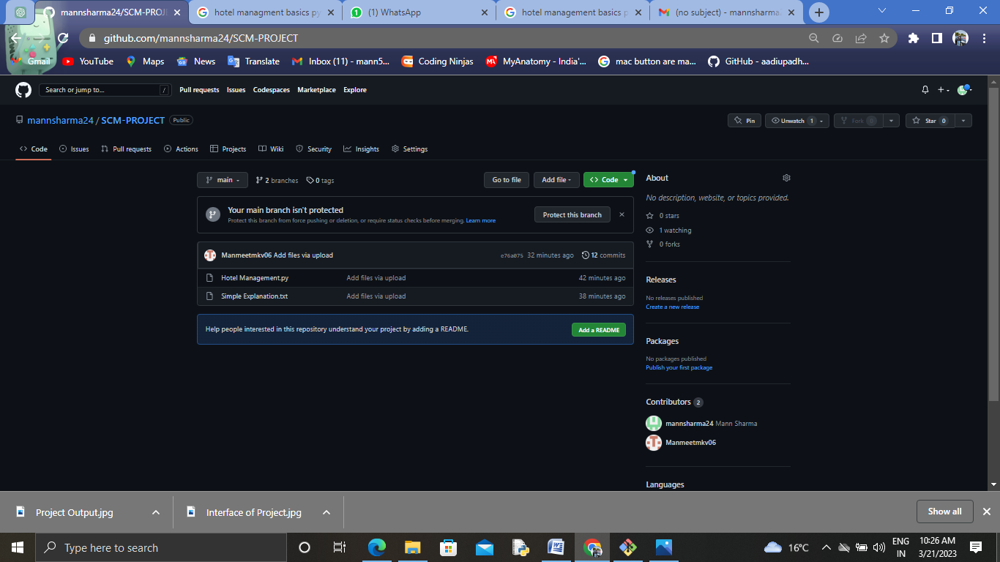 mannsharma24/SCM-PROJE
hotel managment basics py
(1) WhatsApp
hotel management basics p
(no subject) - mannsharma
github.com/mannsharma24/SCM-PROJECT
Gmail
YouTube
Maps
News
Translate
Inbox (11) - mann5...
Coding Ninjas
MyAnatomy - India ...
mac button are ma...
GitHub - aadiupadh...
Search or jump to...
/
Pull requests
Issues
Codespaces
Marketplace
Explore
mannsharma24 / SCM-PROJECT
Public
Pin
Unwatch 1
Fork 0
Star 0
Code
Issues
Pull requests
Actions
Projects
Wiki
Security
Insights
Settings
main
2 branches
0 tags
Go to file
Add file
Code
Your main branch isn't protected
Protect this branch from force pushing or deletion, or require status checks before merging. Learn more
Protect this branch
Manmeetmkv06 Add files via upload
e76a075 32 minutes ago
12 commits
Hotel Management.py
Add files via upload
42 minutes ago
Simple Explanation.txt
Add files via upload
38 minutes ago
Help people interested in this repository understand your project by adding a README.
Add a README
About
No description, website, or topics provided.
0 stars
1 watching
0 forks
Releases
No releases published
Create a new release
Packages
No packages published
Publish your first package
Contributors 2
mannsharma24 Mann Sharma
Manmeetmkv06
Languages
Project Output.jpg
Interface of Project.jpg
Show all
Type here to search
16°C
ENG
IN
10:26 AM
3/21/2023